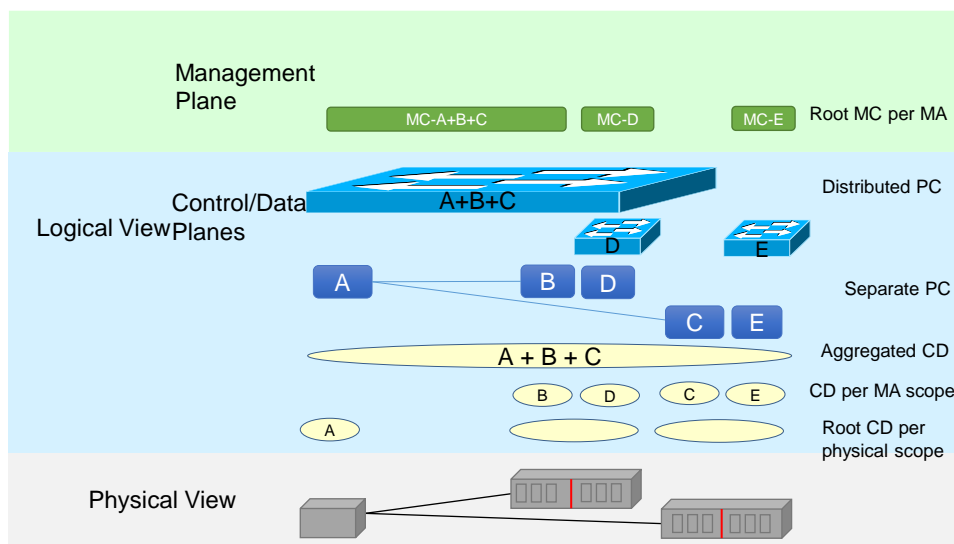 Management
Plane
MC-A+B+C
MC-D
MC-E
Root MC per MA
Logical View
Control/Data
Planes
A+B+C
Distributed PC
D
E
A
B
D
Separate PC
C
E
A + B + C
Aggregated CD
B
D
C
E
CD per MA scope
A
Root CD per
physical scope
Physical View